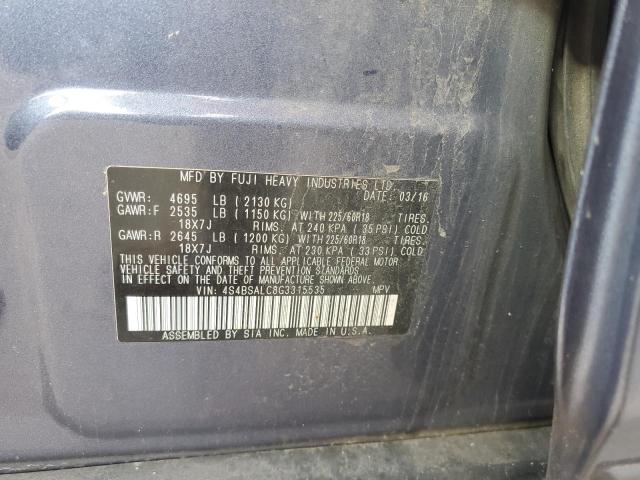 MFD BY FUJI HEAVY INDUSTRIES LTD.
GVWR: 4695 LB (2130 KG) DATE: 03/16
GAWR:F 2535 LB (1150 KG) WITH 225/60R18 TIRES
18X7J RIMS, AT 240 KPA (35 PSI) COLD
GAWR:R 2645 LB (1200 KG) WITH 225/60R18 TIRES
18X7J RIMS, AT 230 KPA (33 PSI) COLD
THIS VEHICLE CONFORMS TO ALL APPLICABLE FEDERAL MOTOR
VEHICLE SAFETY AND THEFT PREVENTION STANDARDS
IN EFFECT ON THE DATE OF MANUFACTURE SHOWN ABOVE.
VIN: 4S4BSALC8G3315535 MPV
ASSEMBLED BY SIA INC. MADE IN U.S.A.